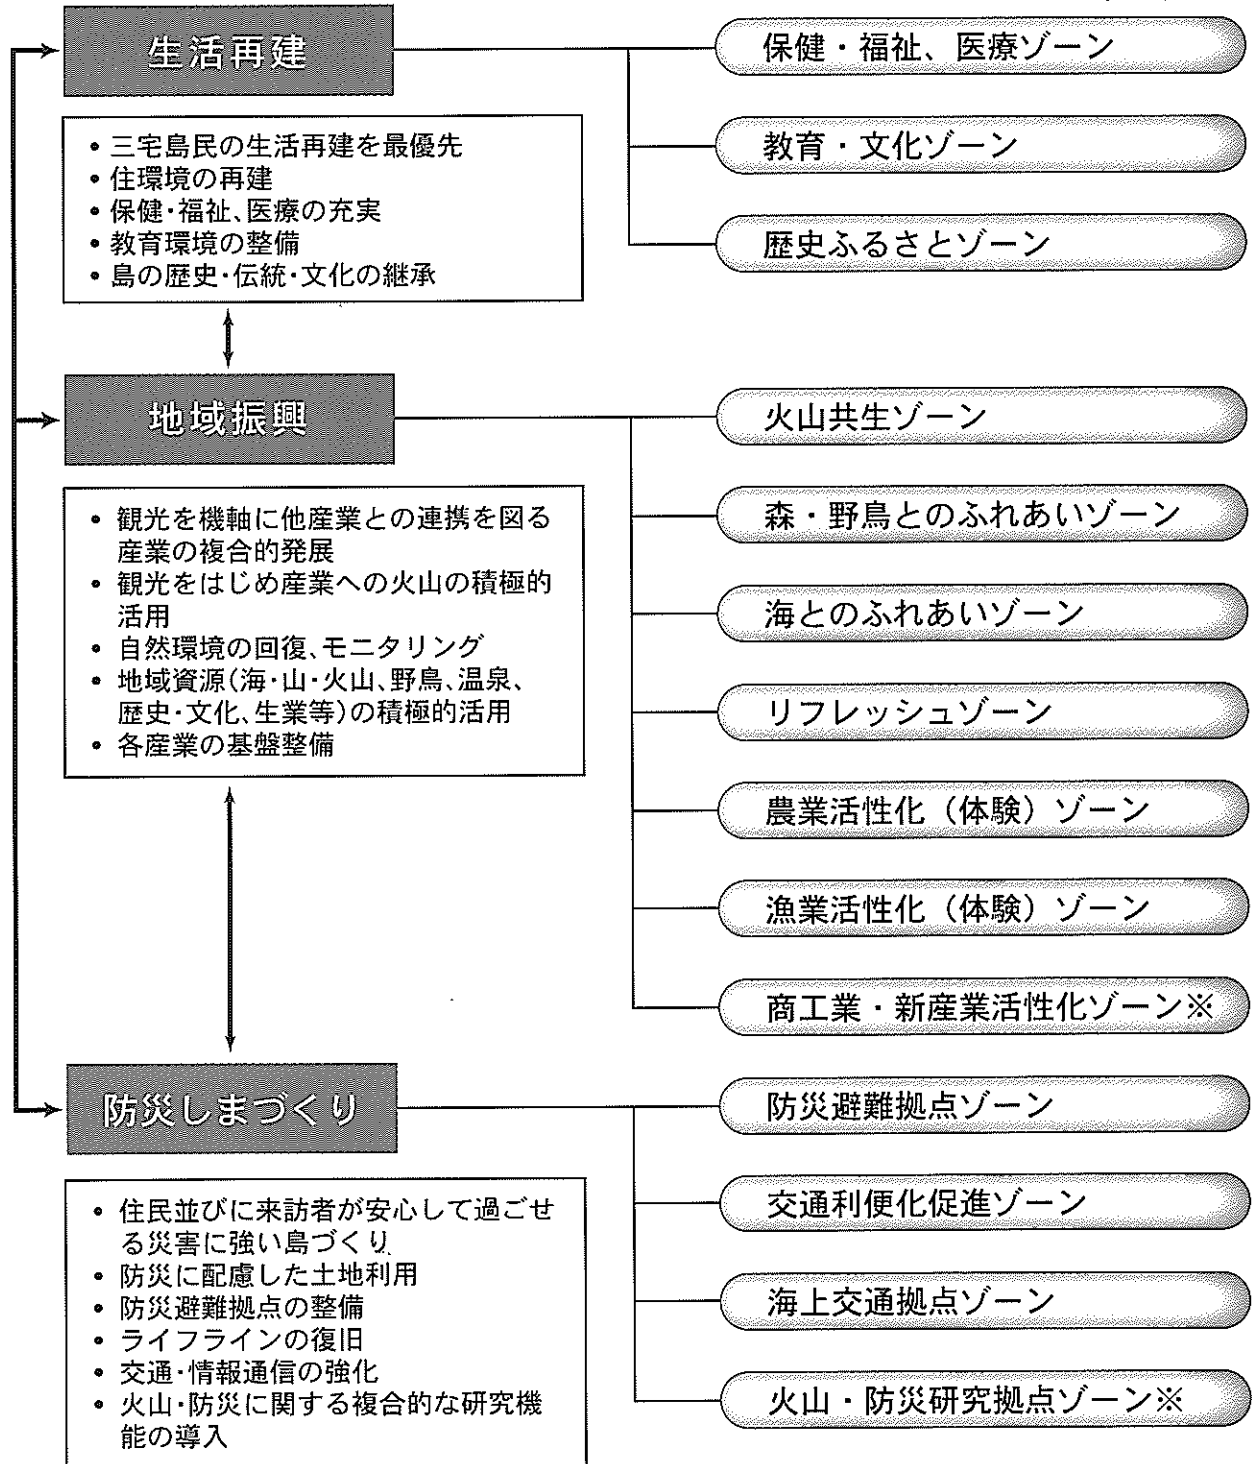 生活再建
保健・福祉、医療ゾーン
教育・文化ゾーン
歴史ふるさとゾーン
• 三宅島民の生活再建を最優先
• 住環境の再建
• 保健・福祉、医療の充実
• 教育環境の整備
• 島の歴史・伝統・文化の継承
地域振興
火山共生ゾーン
森・野鳥とのふれあいゾーン
海とのふれあいゾーン
リフレッシュゾーン
農業活性化（体験）ゾーン
漁業活性化（体験）ゾーン
商工業・新産業活性化ゾーン※
• 観光を機軸に他産業との連携を図る
産業の複合的発展
• 観光をはじめ産業への火山の積極的
活用
• 自然環境の回復、モニタリング
• 地域資源（海・山・火山、野鳥、温泉、
歴史・文化、生業等）の積極的活用
• 各産業の基盤整備
防災しまづくり
防災避難拠点ゾーン
交通利便化促進ゾーン
海上交通拠点ゾーン
火山・防災研究拠点ゾーン※
• 住民並びに来訪者が安心して過ごせ
る災害に強い島づくり
• 防災に配慮した土地利用
• 防災避難拠点の整備
• ライフラインの復旧
• 交通・情報通信の強化
• 火山・防災に関する複合的な研究機
能の導入